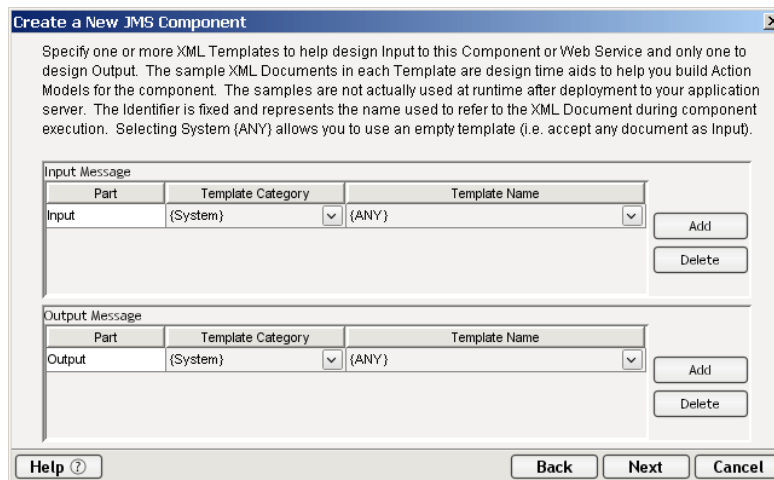 Create a New JMS Component
Specify one or more XML Templates to help design Input to this Component or Web Service and only one to
design Output. The sample XML Documents in each Template are design time aids to help you build Action
Models for the component. The samples are not actually used at runtime after deployment to your application
server. The Identifier is fixed and represents the name used to refer to the XML Document during component
execution. Selecting System {ANY} allows you to use an empty template (i.e. accept any document as Input).
Input Message
Part Template Category Template Name
Input {System} {ANY}
Add
Delete
Output Message
Part Template Category Template Name
Output {System} {ANY}
Add
Delete
Help ? Back Next Cancel